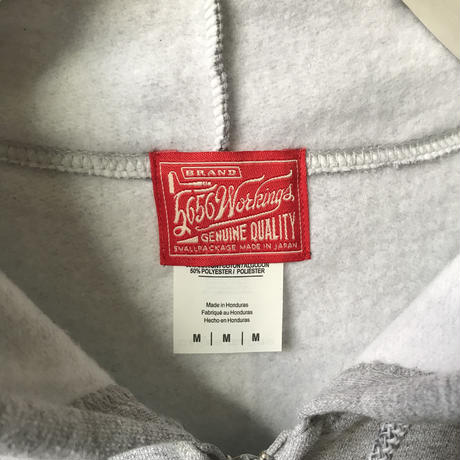 BRAND
5656 Workings
GENUINE QUALITY
SMALLPACKAGE MADE IN JAPAN
50% POLYESTER / POLIÉSTER
Made in Honduras
Fabriqué au Honduras
Hecho en Honduras
M | M | M